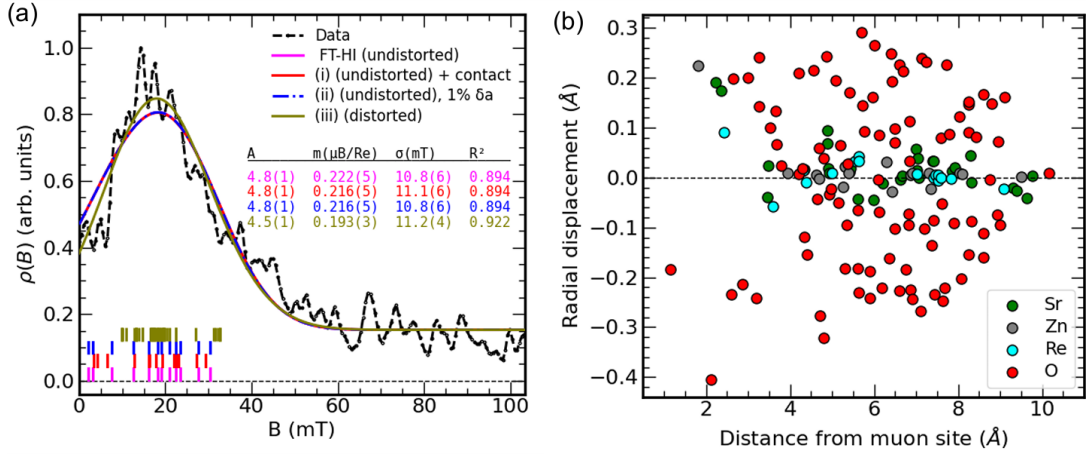 (a)
Data
FT-HI (undistorted)
(i) (undistorted) + contact
(ii) (undistorted), 1% δa
(iii) (distorted)
A m(μB/Re) σ(mT) R²
4.8(1) 0.222(5) 10.8(6) 0.894
4.8(1) 0.216(5) 11.1(6) 0.894
4.8(1) 0.216(5) 10.8(6) 0.894
4.5(1) 0.193(3) 11.2(4) 0.922
ρ(B) (arb. units)
1.0
0.8
0.6
0.4
0.2
0.0
0 20 40 60 80 100
B (mT)
(b)
Radial displacement (Å)
0.3
0.2
0.1
0.0
−0.1
−0.2
−0.3
−0.4
Sr
Zn
Re
O
2 4 6 8 10
Distance from muon site (Å)